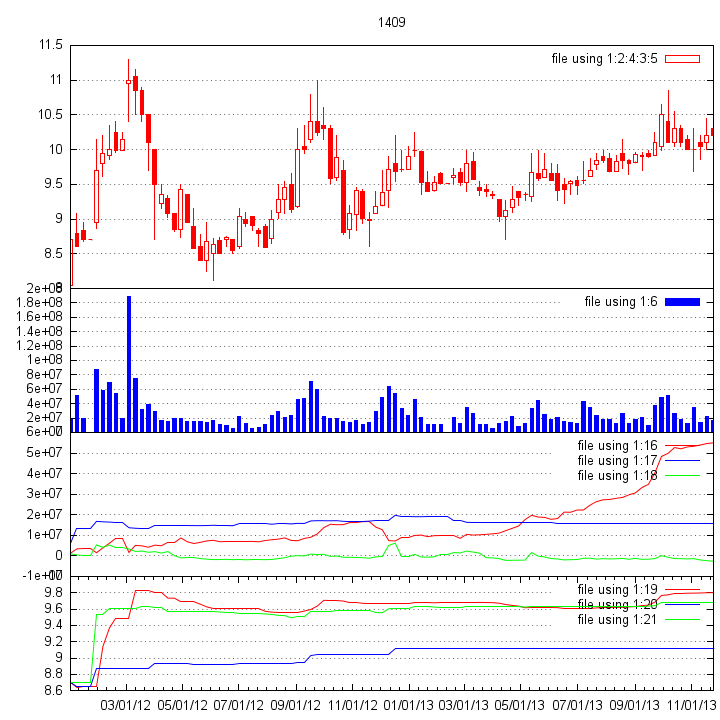 1409
11.5
file using 1:2:4:3:5
11
10.5
10
9.5
9
8.5
8
2e+08
file using 1:6
1.8e+08
1.6e+08
1.4e+08
1.2e+08
1e+08
8e+07
6e+07
4e+07
2e+07
0
6e+07
file using 1:16
5e+07
file using 1:17
file using 1:18
4e+07
3e+07
2e+07
1e+07
0
-1e+07
10
file using 1:19
9.8
file using 1:20
9.6
file using 1:21
9.4
9.2
9
8.8
8.6
03/01/12 05/01/12 07/01/12 09/01/12 11/01/12 01/01/13 03/01/13 05/01/13 07/01/13 09/01/13 11/01/13